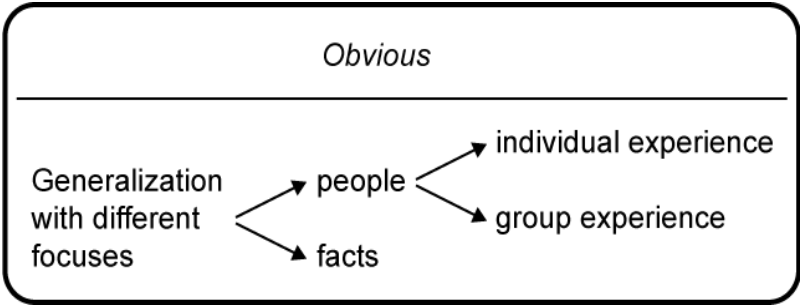 Obvious
individual experience
Generalization people
with different group experience
focuses facts